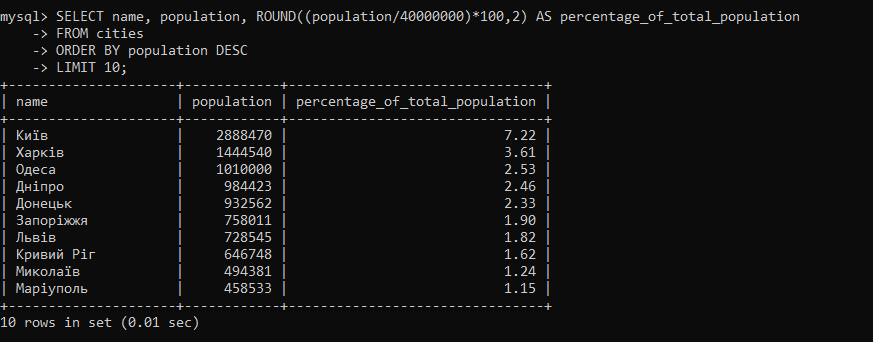 mysql> SELECT name, population, ROUND((population/40000000)*100,2) AS percentage_of_total_population
    -> FROM cities
    -> ORDER BY population DESC
    -> LIMIT 10;
+--------------------+------------+--------------------------------+
| name               | population | percentage_of_total_population |
+--------------------+------------+--------------------------------+
| Київ               |    2888470 |                           7.22 |
| Харків             |    1444540 |                           3.61 |
| Одеса              |    1010000 |                           2.53 |
| Дніпро             |     984423 |                           2.46 |
| Донецьк            |     932562 |                           2.33 |
| Запоріжжя          |     758011 |                           1.90 |
| Львів              |     728545 |                           1.82 |
| Кривий Ріг         |     646748 |                           1.62 |
| Миколаїв           |     494381 |                           1.24 |
| Маріуполь          |     458533 |                           1.15 |
+--------------------+------------+--------------------------------+
10 rows in set (0.01 sec)